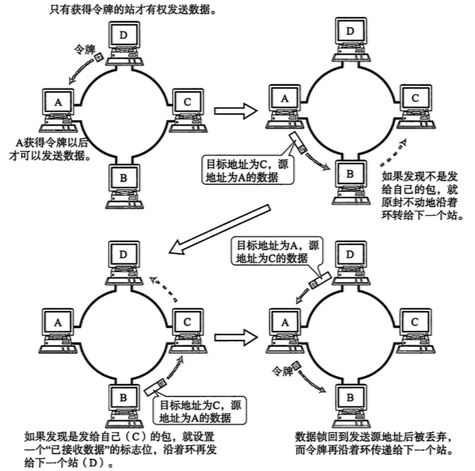 只有获得令牌的站才有权发送数据。
D
令牌
A
C
A获得令牌以后
才可以发送数据。
B
D
A
C
目标地址为C，源
地址为A的数据
B
如果发现不是发
给自己的包，就
原封不动地沿着
环转给下一个站。
D
A
C
B
目标地址为C，源
地址为A的数据
如果发现是发给自己（C）的包，就设置
一个“已接收数据”的标志位，沿着环再发
给下一个站（D）。
目标地址为A，源
地址为C的数据
D
A
C
令牌
B
数据帧回到发送源地址后被丢弃，
而令牌再沿着环传递给下一个站。